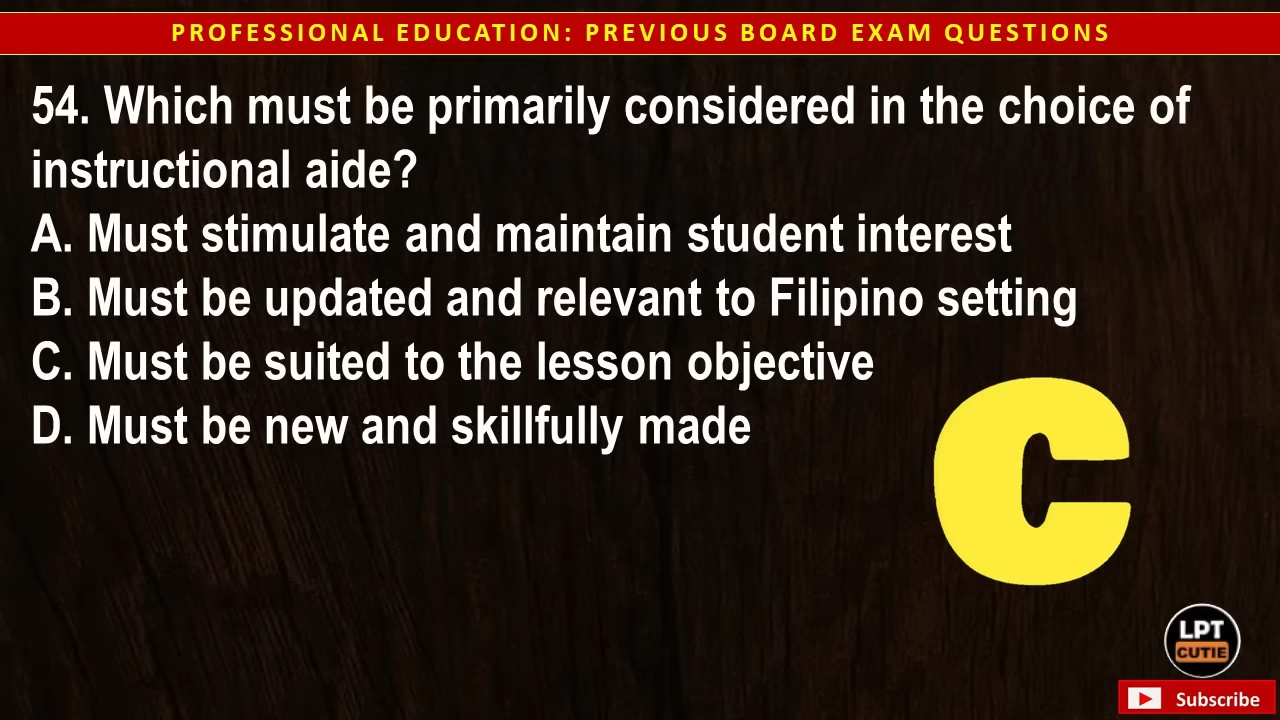 PROFESSIONAL EDUCATION: PREVIOUS BOARD EXAM QUESTIONS
54. Which must be primarily considered in the choice of
instructional aide?
A. Must stimulate and maintain student interest
B. Must be updated and relevant to Filipino setting
C. Must be suited to the lesson objective
D. Must be new and skillfully made
C
LPT
CUTIE
Subscribe